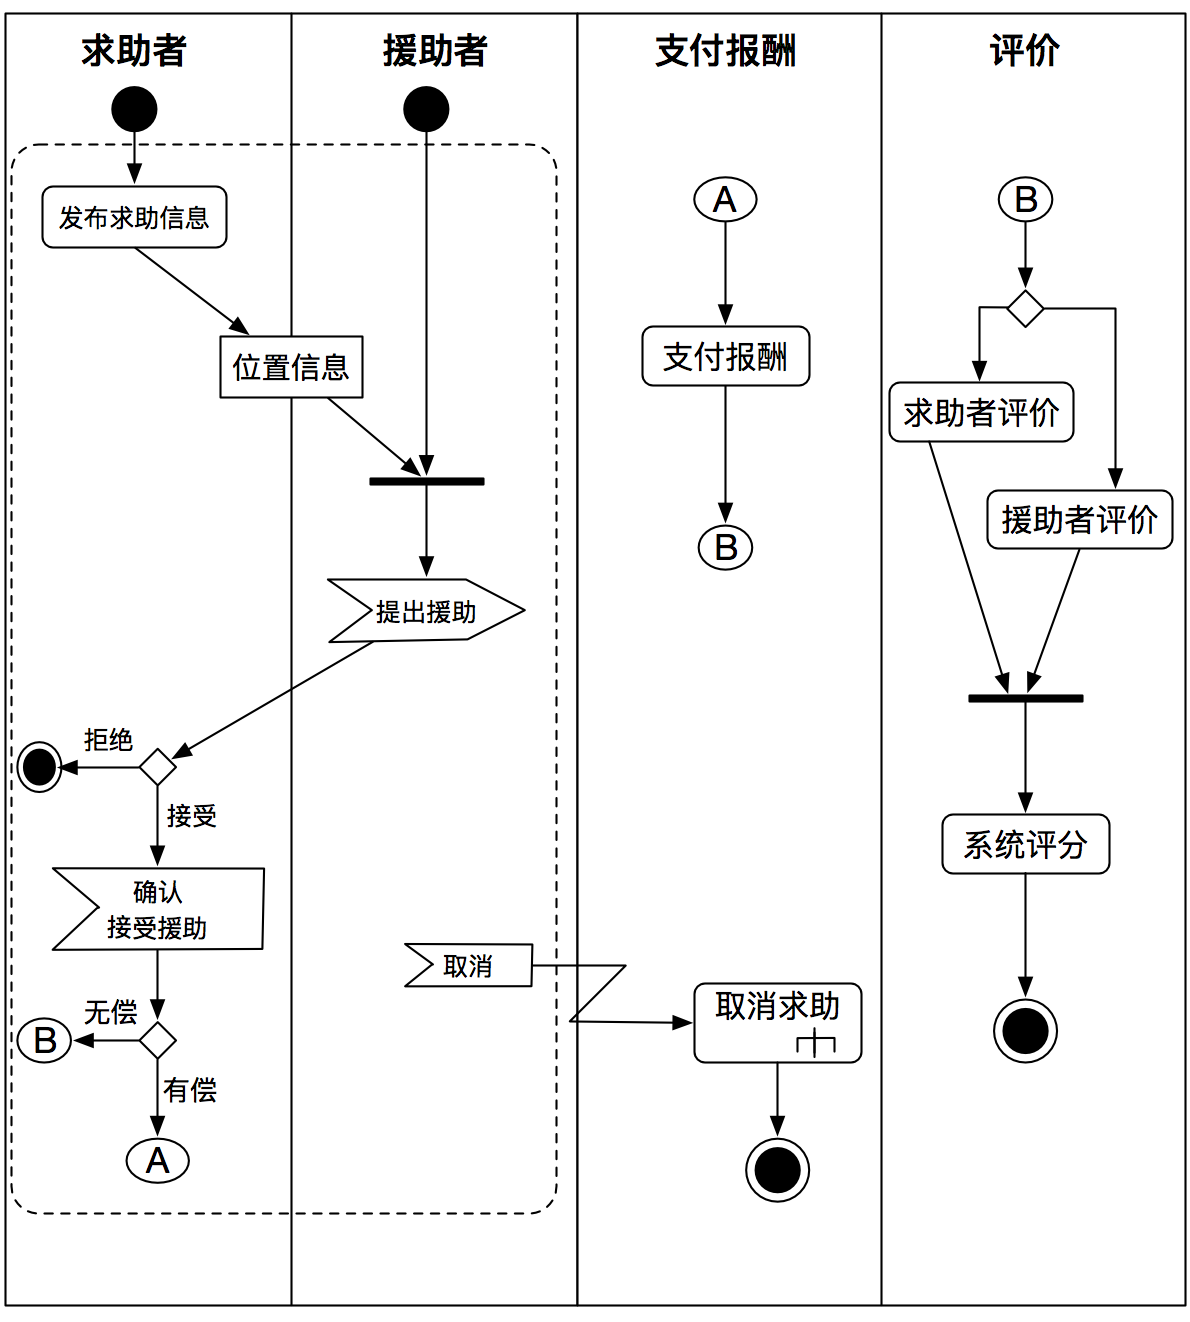 求助者
援助者
支付报酬
评价
发布求助信息
位置信息
提出援助
拒绝
接受
确认
接受援助
无偿
B
有偿
A
取消
A
支付报酬
B
取消求助
B
求助者评价
援助者评价
系统评分